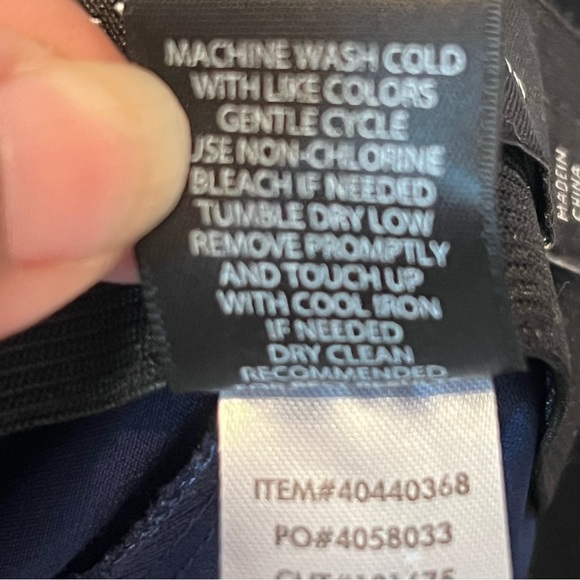 MACHINE WASH COLD
WITH LIKE COLORS
GENTLE CYCLE
USE NON-CHLORINE
BLEACH IF NEEDED
TUMBLE DRY LOW
REMOVE PROMPTLY
AND TOUCH UP
WITH COOL IRON
IF NEEDED
DRY CLEAN
RECOMMENDED
ITEM#40440368
PO#4058033
MADE IN